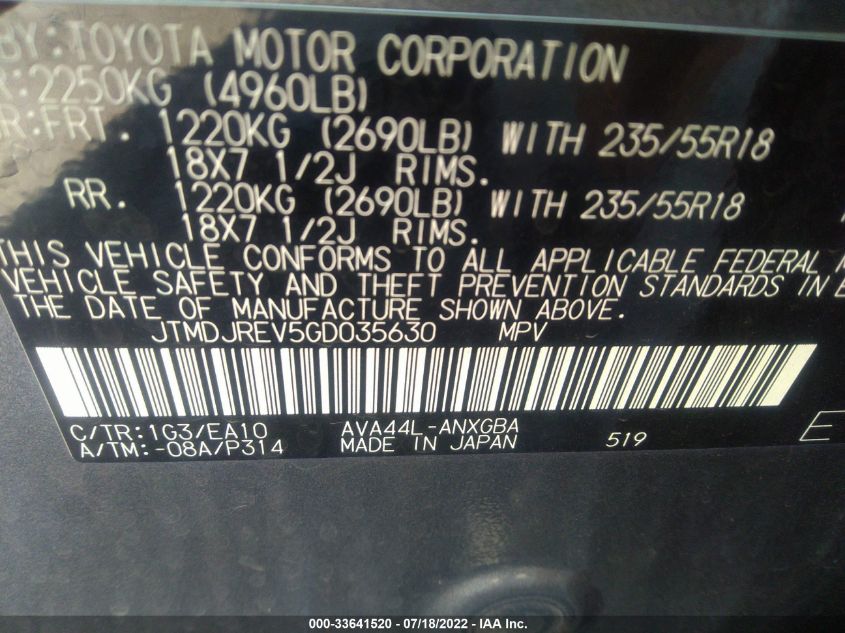 BY: TOYOTA MOTOR CORPORATION
R: 2250KG (4960LB)
R: FRT. 1220KG (2690LB) WITH 235/55R18
18X7 1/2J RIMS.
RR. 1220KG (2690LB) WITH 235/55R18
18X7 1/2J RIMS.
THIS VEHICLE CONFORMS TO ALL APPLICABLE FEDERAL M
VEHICLE SAFETY AND THEFT PREVENTION STANDARDS IN E
THE DATE OF MANUFACTURE SHOWN ABOVE.
JTMDJREV5GD035630 MPV
C/TR: 1G3/EA10 AVA44L-ANXGBA
A/TM: -08A/P314 MADE IN JAPAN 519 E
000-33641520 - 07/18/2022 - IAA Inc.